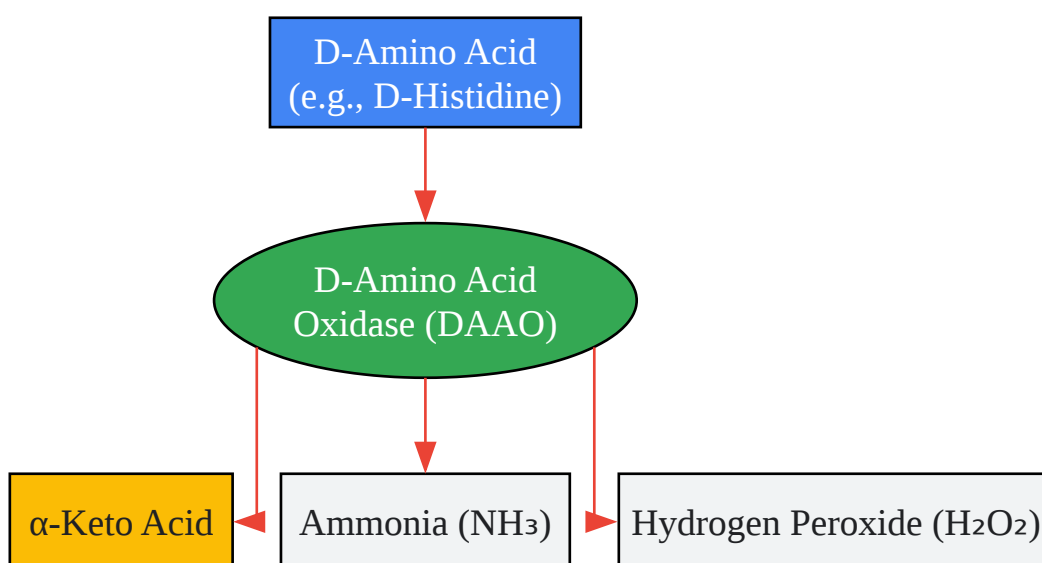 D-Amino Acid
(e.g., D-Histidine)
D-Amino Acid
Oxidase (DAAO)
α-Keto Acid
Ammonia (NH₃)
Hydrogen Peroxide (H₂O₂)